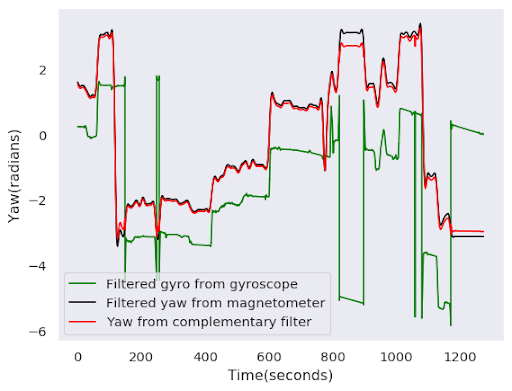 2
0
−2
−4
−6
Yaw(radians)
Filtered gyro from gyroscope
Filtered yaw from magnetometer
Yaw from complementary filter
0 200 400 600 800 1000 1200
Time(seconds)